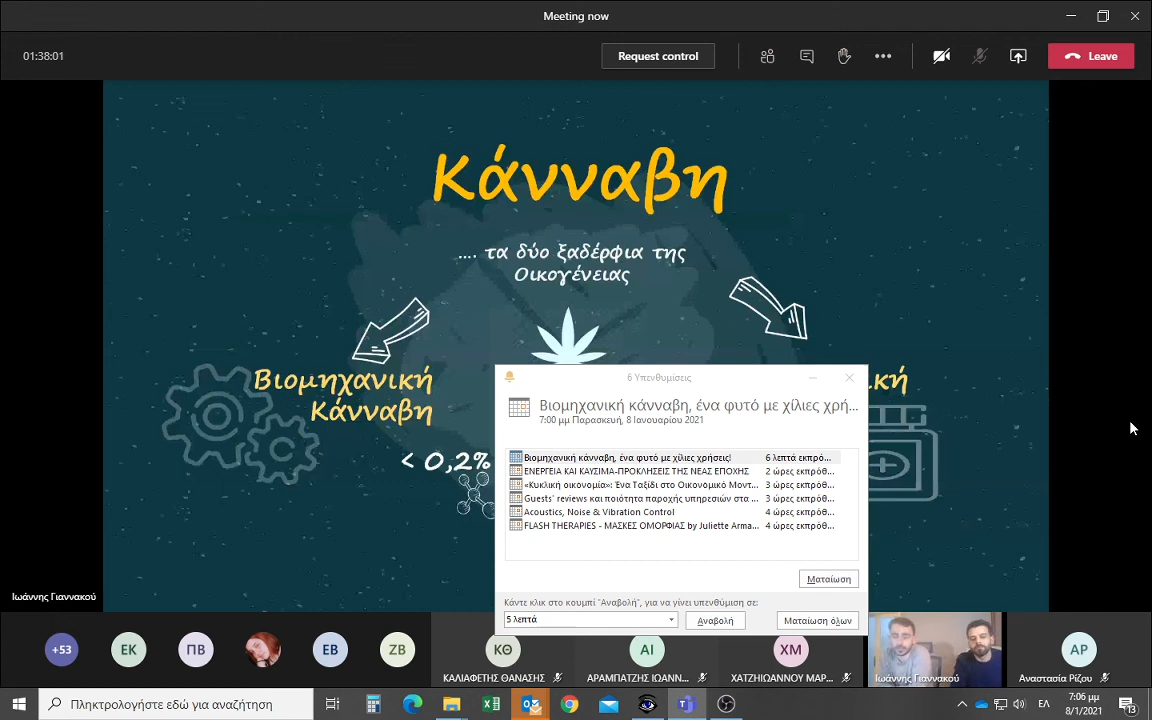 Meeting now
01:38:01
Request control
Leave
Κάνναβη
.... τα δύο ξαδέρφια της
Οικογένειας
Βιομηχανική
Κάνναβη
ική
< 0,2%
6 Υπενθυμίσεις
Βιομηχανική κάνναβη, ένα φυτό με χίλιες χρή...
7:00 μμ Παρασκευή, 8 Ιανουαρίου 2021
Βιομηχανική κάνναβη, ένα φυτό με χίλιες χρήσεις! 6 λεπτά εκπρό...
ΕΝΕΡΓΕΙΑ ΚΑΙ ΚΑΥΣΙΜΑ-ΠΡΟΚΛΗΣΕΙΣ ΤΗΣ ΝΕΑΣ ΕΠΟΧΗΣ 2 ώρες εκπρόθ...
«Κυκλική οικονομία»: Ένα Ταξίδι στο Οικονομικό Μοντ... 3 ώρες εκπρόθ...
Guests' reviews και ποιότητα παροχής υπηρεσιών στα ... 3 ώρες εκπρόθ...
Acoustics, Noise & Vibration Control 4 ώρες εκπρόθ...
FLASH THERAPIES - ΜΑΣΚΕΣ ΟΜΟΡΦΙΑΣ by Juliette Arma... 4 ώρες εκπρόθ...
Ματαίωση
Κάντε κλικ στο κουμπί "Αναβολή", για να γίνει υπενθύμιση σε:
5 λεπτά Αναβολή Ματαίωση όλων
Ιωάννης Γιαννακού
+53 ΕΚ ΠΒ ΕΒ ΖΒ ΚΘ ΑΙ ΧΜ ΑΡ
ΚΑΛΙΑΦΕΤΗΣ ΘΑΝΑΣΗΣ ΑΡΑΜΠΑΤΖΗΣ ΙΩΑΝΝ... ΧΑΤΖΗΙΩΑΝΝΟΥ ΜΑΡ... Ιωάννης Γιαννακού Αναστασία Ρίζου
Πληκτρολογήστε εδώ για αναζήτηση
ΕΛ
7:06 μμ
8/1/2021
13